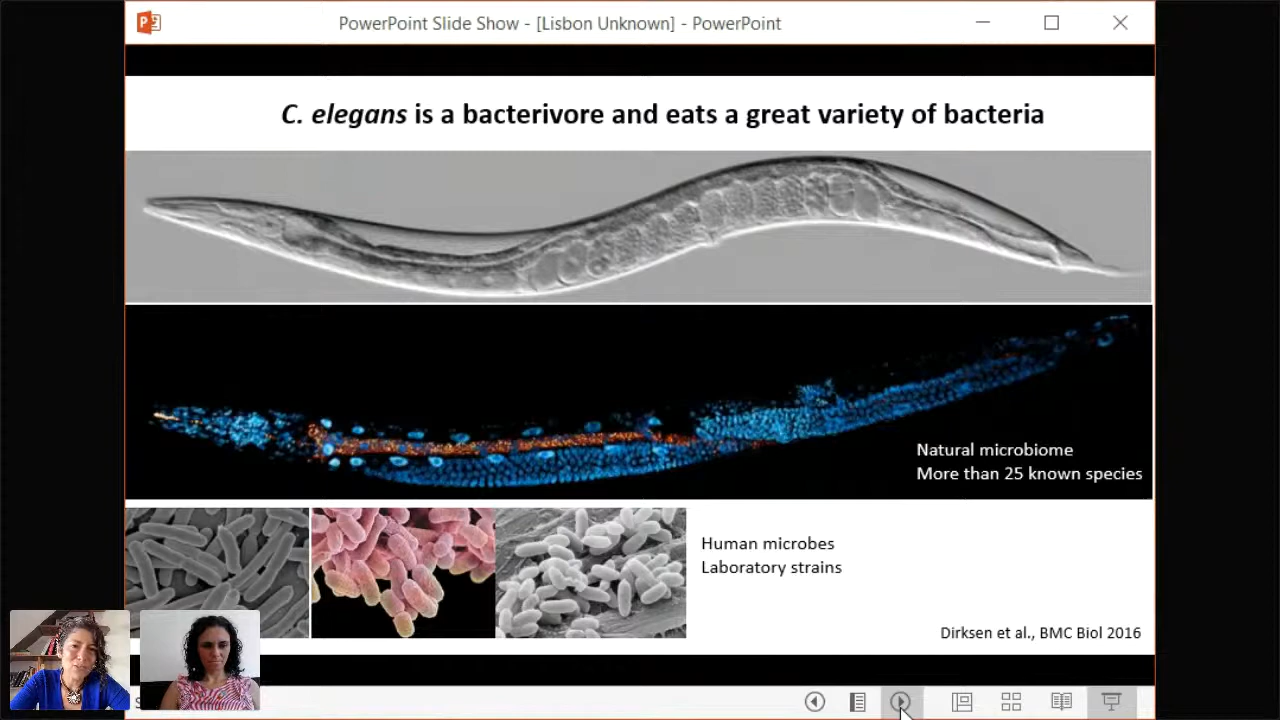 PowerPoint Slide Show - [Lisbon Unknown] - PowerPoint
C. elegans is a bacterivore and eats a great variety of bacteria
Natural microbiome
More than 25 known species
Human microbes
Laboratory strains
Dirksen et al., BMC Biol 2016